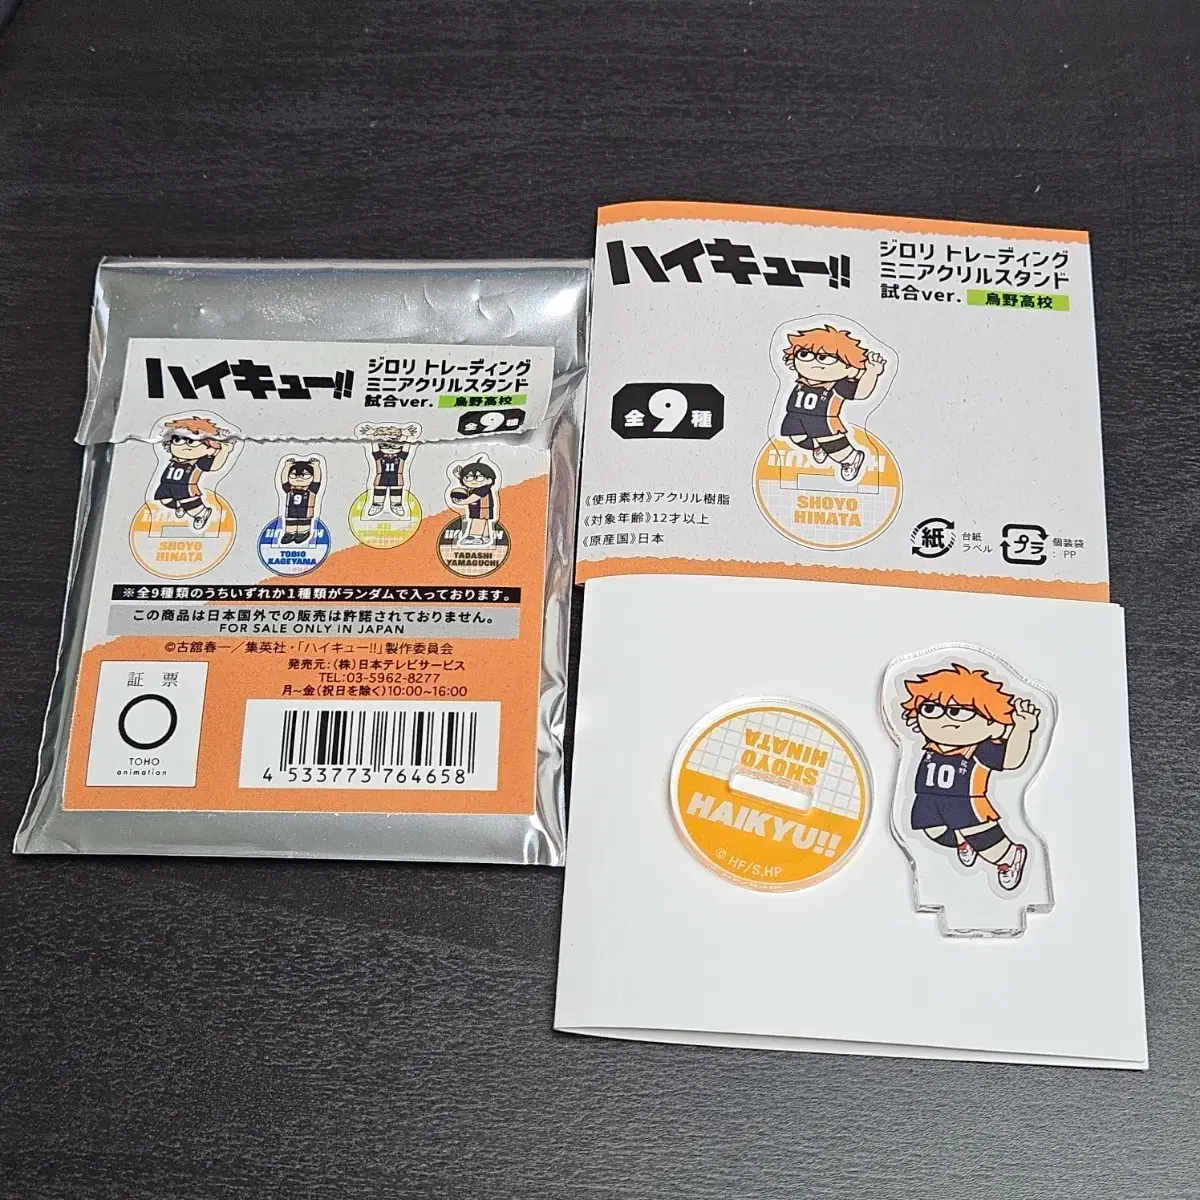 ハイキュー!!
ジロリ トレーディング
ミニアクリルスタンド
試合ver. 烏野高校
全9種
10
9
11
SHOYO
HINATA
TOBIO
KAGEYAMA
TADASHI
YAMAGUCHI
※全9種類のうちいずれか1種類がランダムで入っております。
この商品は日本国外での販売は許諾されておりません。
FOR SALE ONLY IN JAPAN
©古舘春一／集英社・「ハイキュー!!」製作委員会
発売元:(株)日本テレビサービス
TEL:03-5962-8277
月~金(祝日を除く)10:00~16:00
証票
TOHO
animation
4 533773 764658
ハイキュー!!
ジロリ トレーディング
ミニアクリルスタンド
試合ver. 烏野高校
全9種
10
SHOYO
HINATA
《使用素材》アクリル樹脂
《対象年齢》12才以上
《原産国》日本
紙
台紙
ラベル
プラ
個装袋
: PP
SHOYO
HINATA
HAIKYU!!
© HF/S,HP
10